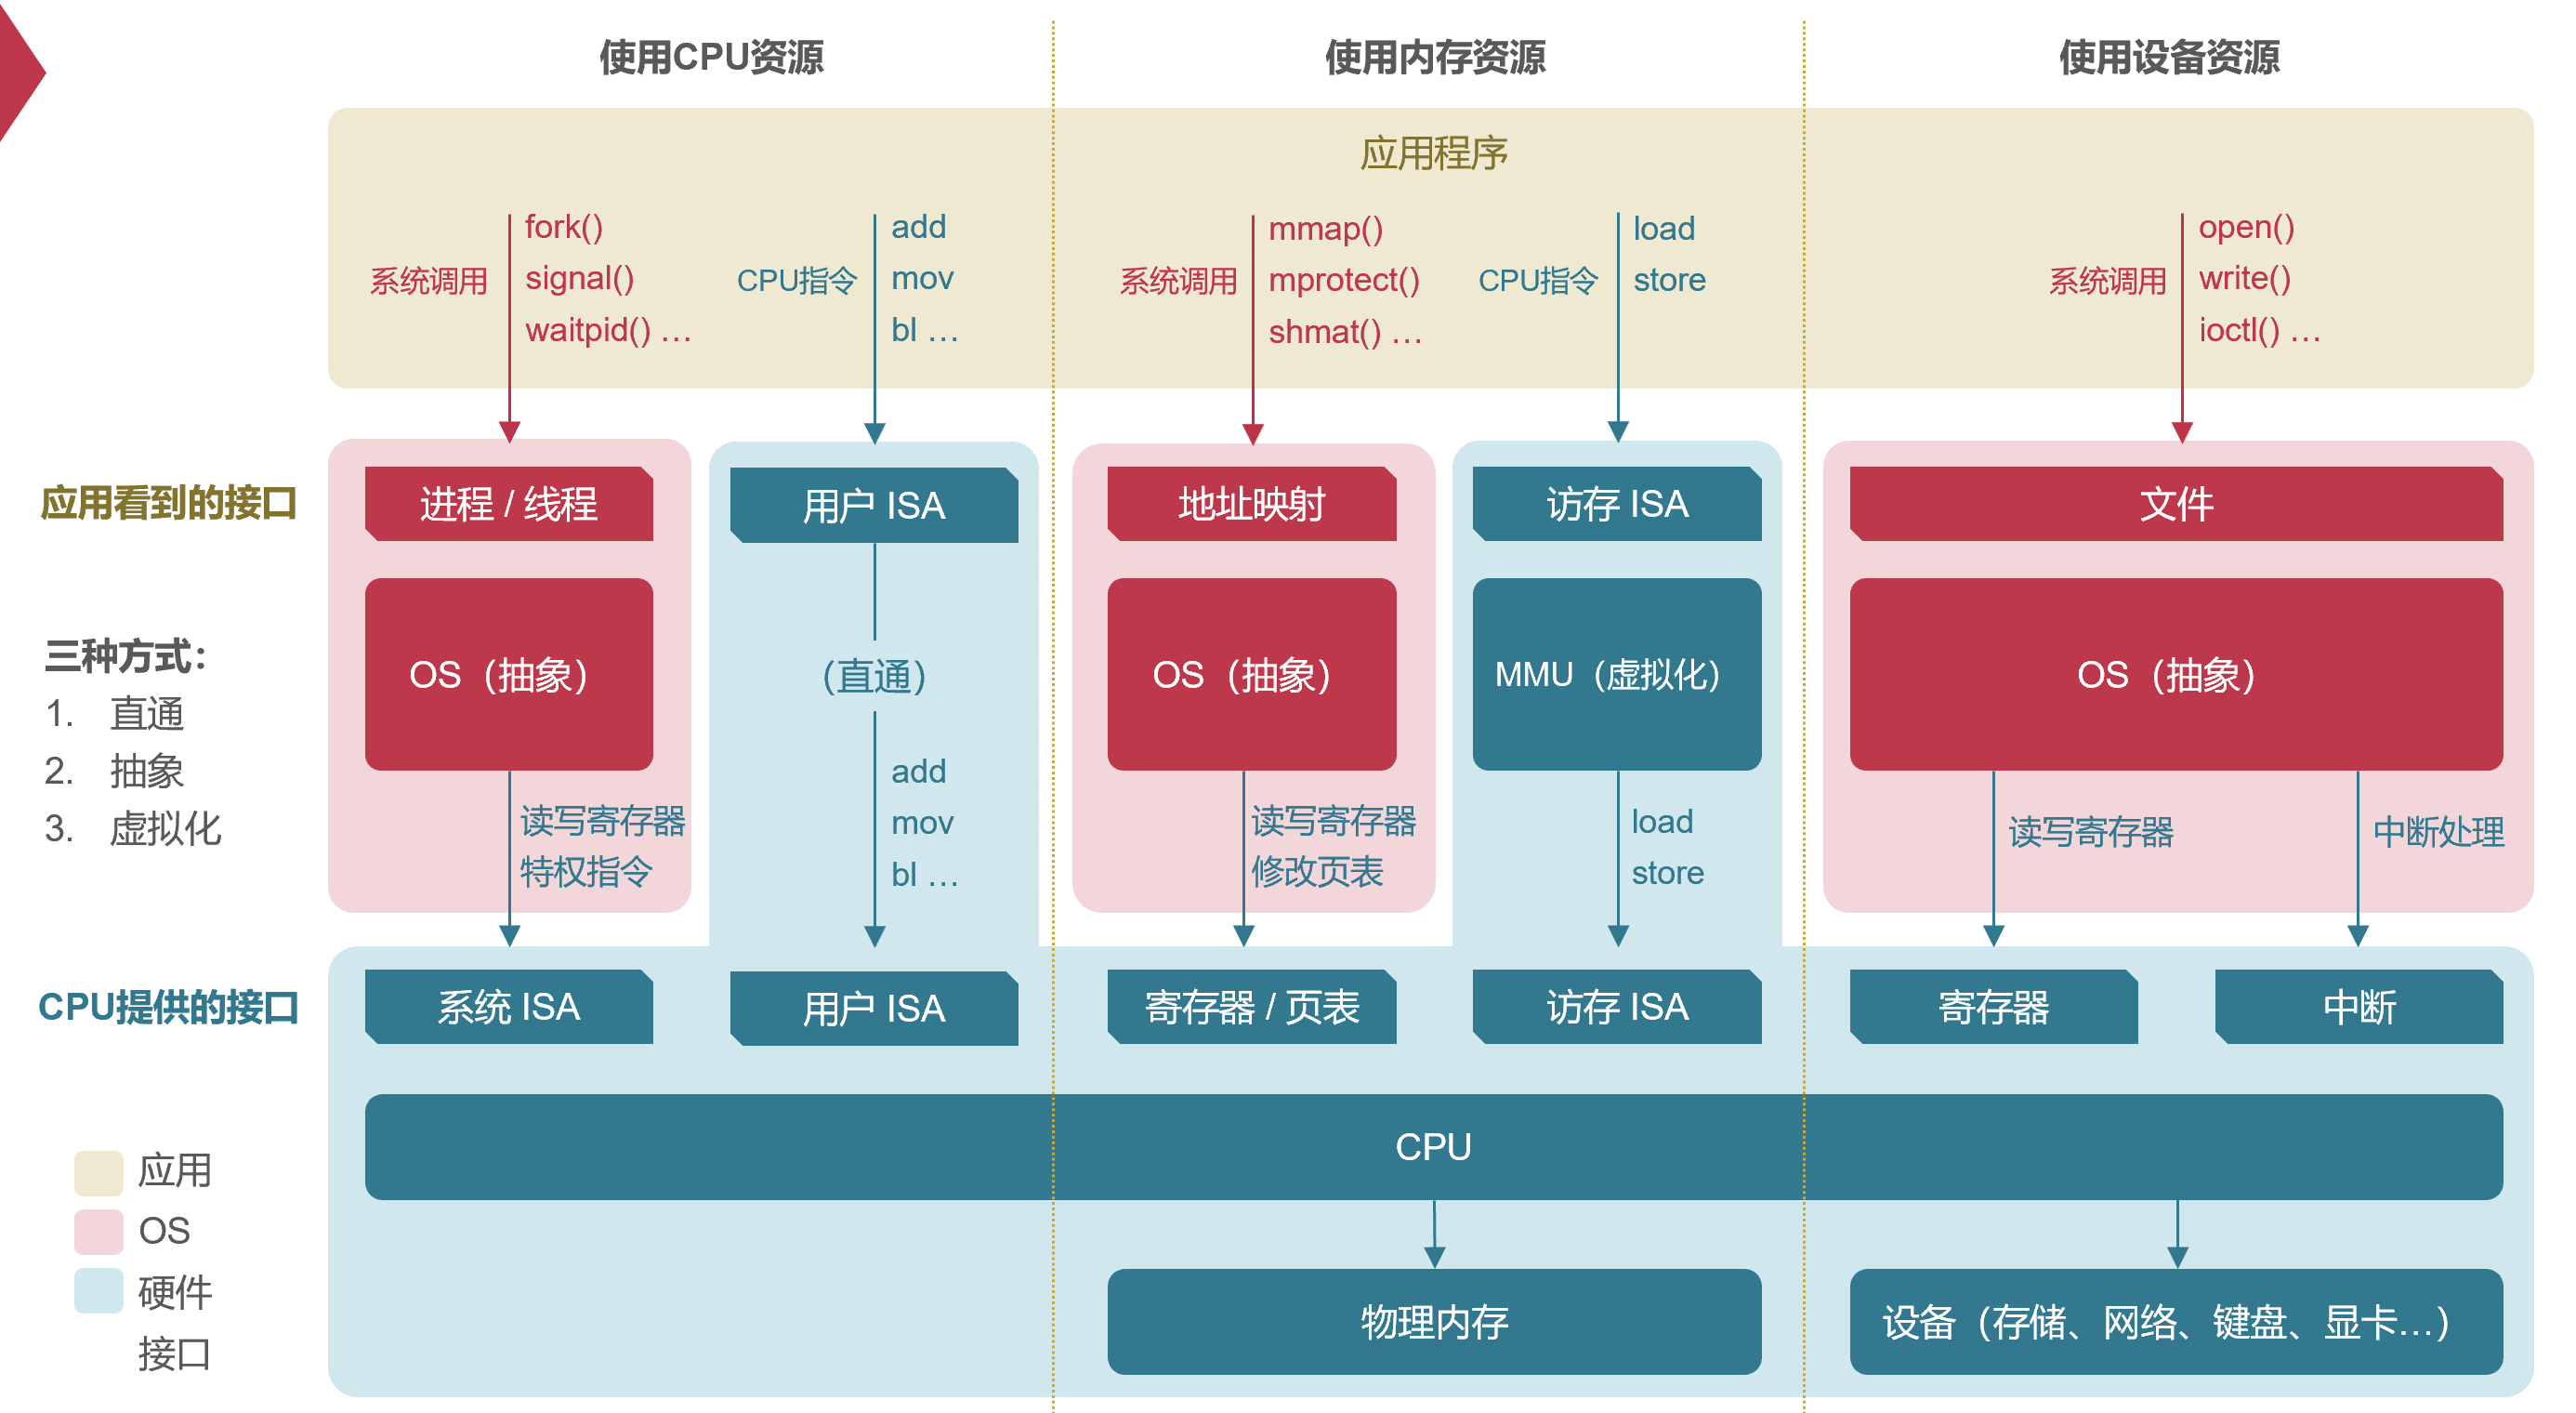 使用CPU资源
使用内存资源
使用设备资源
应用程序
系统调用
fork()
signal()
waitpid() …
CPU指令
add
mov
bl …
系统调用
mmap()
mprotect()
shmat() …
CPU指令
load
store
系统调用
open()
write()
ioctl() …
应用看到的接口
进程 / 线程
用户 ISA
地址映射
访存 ISA
文件
三种方式：
1. 直通
2. 抽象
3. 虚拟化
OS（抽象）
（直通）
OS（抽象）
MMU（虚拟化）
OS（抽象）
读写寄存器
特权指令
add
mov
bl …
读写寄存器
修改页表
load
store
读写寄存器
中断处理
CPU提供的接口
系统 ISA
用户 ISA
寄存器 / 页表
访存 ISA
寄存器
中断
CPU
物理内存
设备（存储、网络、键盘、显卡…）
应用
OS
硬件
接口